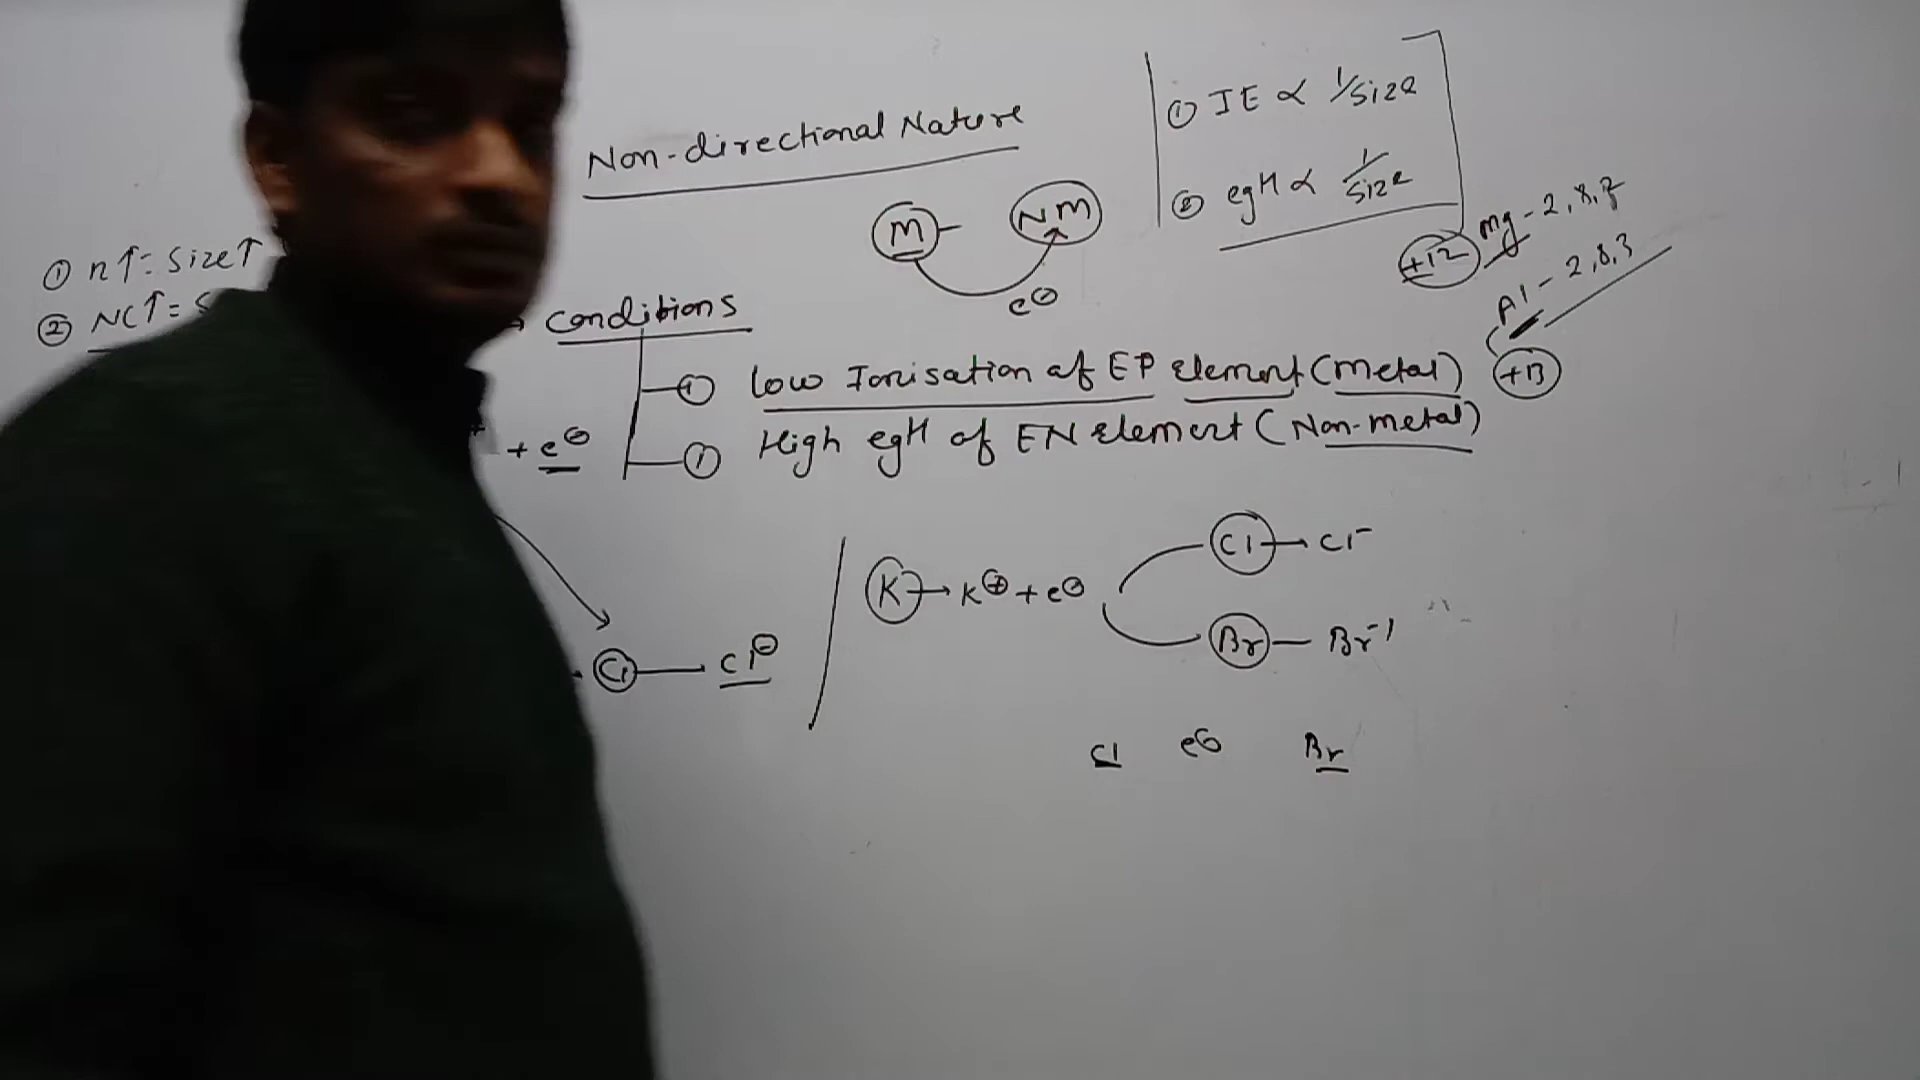 Non-directional Nature
① IE ∝ 1/size
② egH ∝ 1/size
M NM
e⊖
+12 Mg - 2,8,2
Al - 2,8,3
+13
① n↑ = Size↑
② NC↑ =
→ conditions
① low Ionisation of EP Element (Metal)
① High egH of EN Element (Non-metal)
+ e⊖
K → K⊕ + e⊖
Cl → Cl⁻
Br — Br⁻¹
Cl — Cl⊖
Cl e⊖ Br